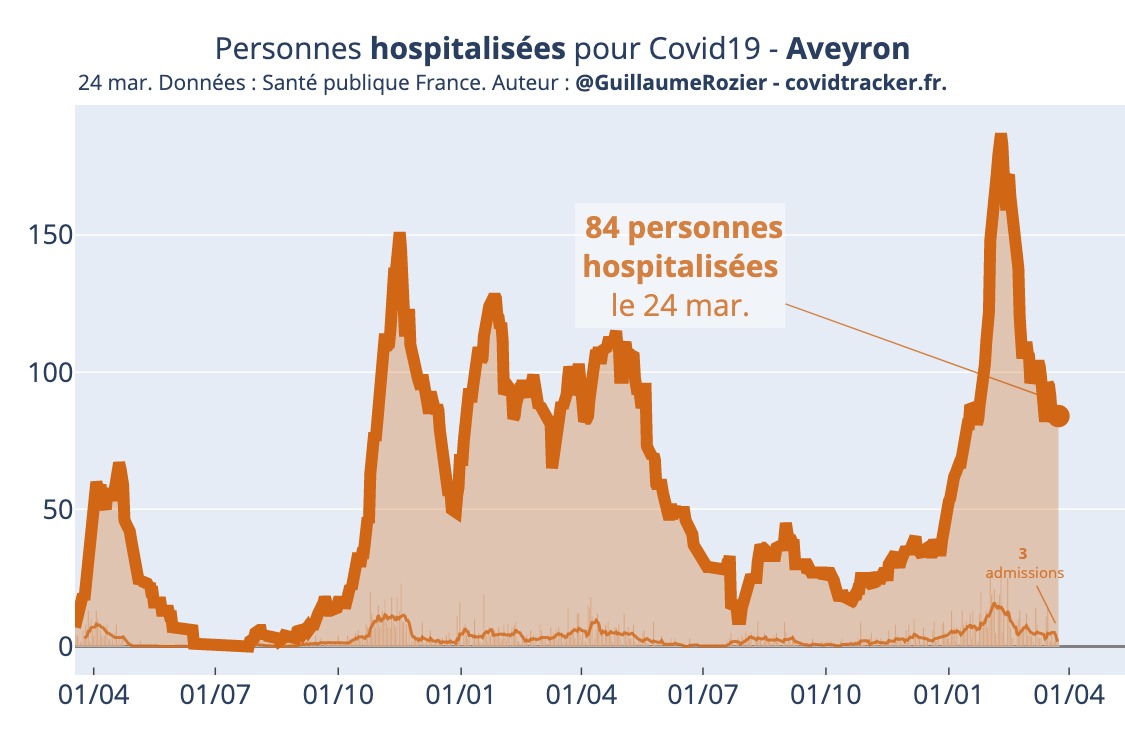 Personnes hospitalisées pour Covid19 - Aveyron
24 mar. Données : Santé publique France. Auteur : @GuillaumeRozier - covidtracker.fr.
84 personnes
hospitalisées
le 24 mar.
150
100
50
0
3
admissions
01/04 01/07 01/10 01/01 01/04 01/07 01/10 01/01 01/04